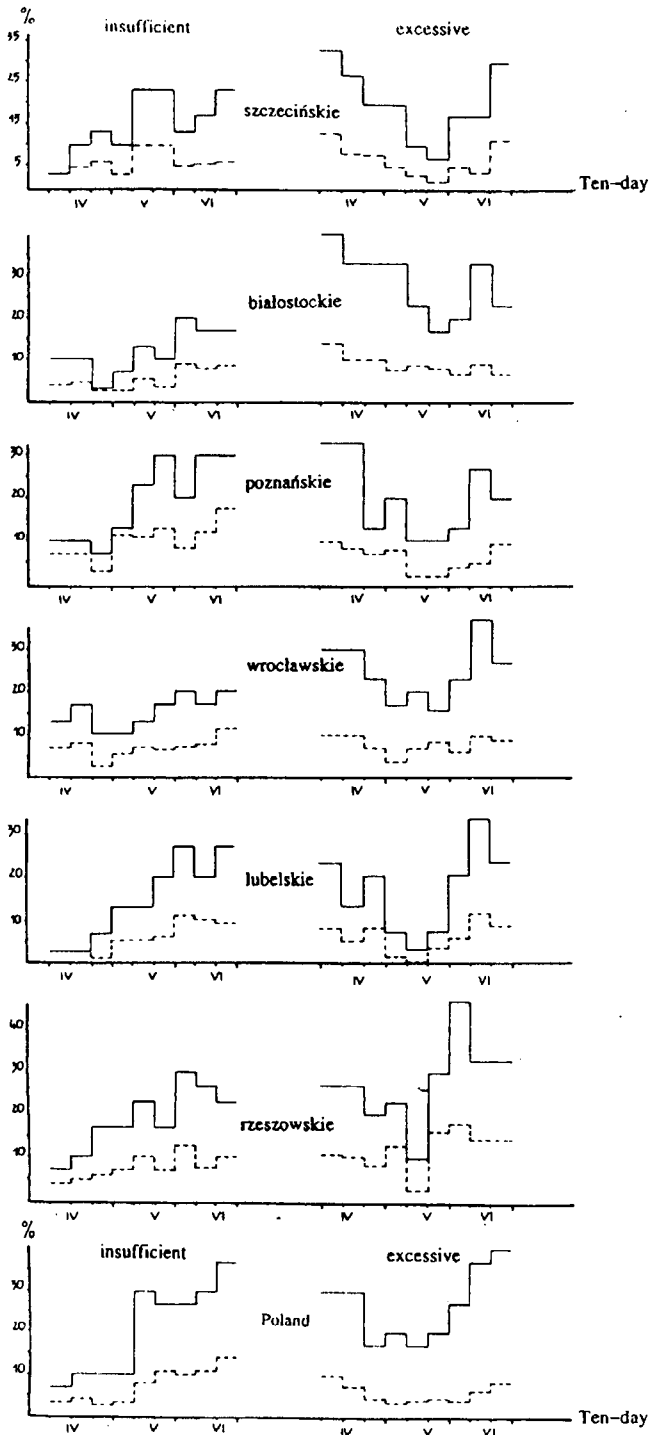 %
insufficient excessive
35
25
15
5
szczecińskie
IV V VI IV V VI Ten-day
30
20
10
białostockie
IV V VI IV V VI
30
20
10
poznańskie
IV V VI IV V VI
30
20
10
wrocławskie
IV V VI IV V VI
30
20
10
lubelskie
IV V VI IV V VI
40
30
20
10
rzeszowskie
IV V VI IV V VI
%
insufficient excessive
30
20
10
Poland
IV V VI IV V VI Ten-day